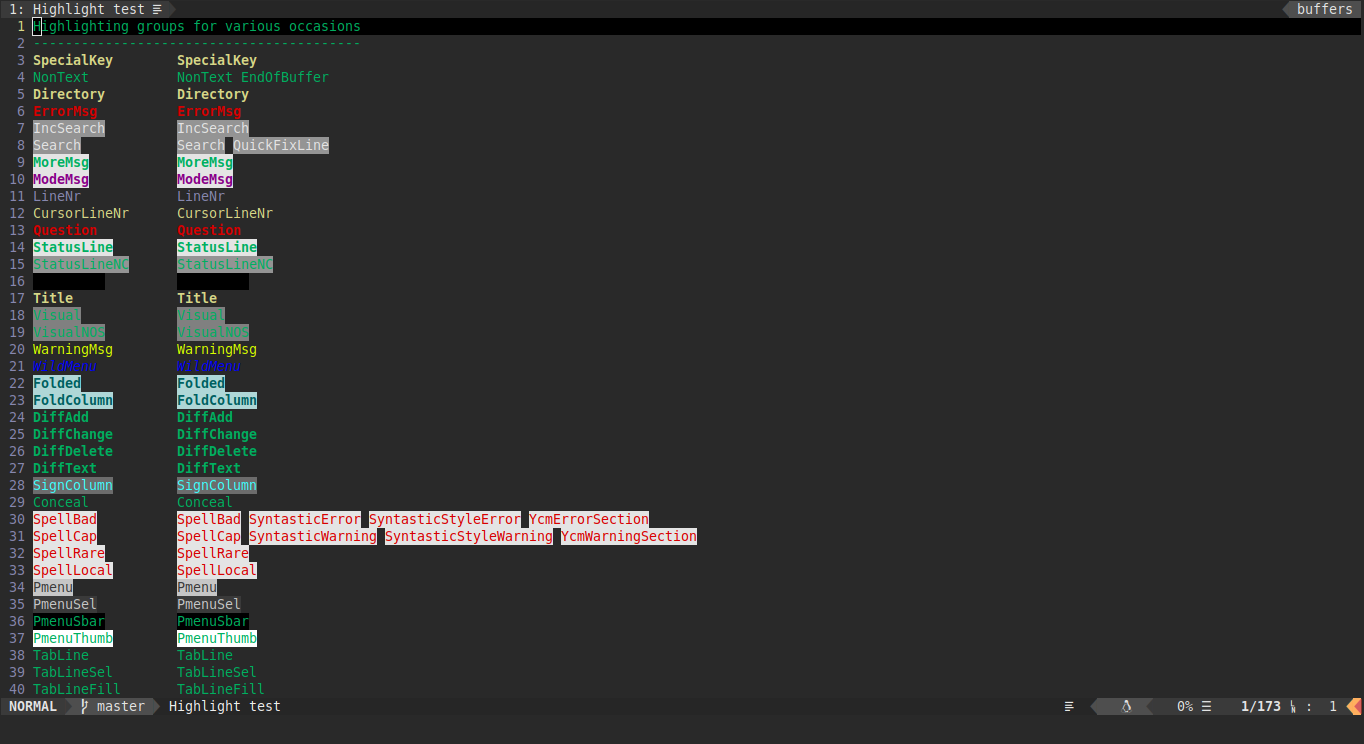 1: Highlight test buffers
1 Highlighting groups for various occasions
2 -----------------------------------------
3 SpecialKey SpecialKey
4 NonText NonText EndOfBuffer
5 Directory Directory
6 ErrorMsg ErrorMsg
7 IncSearch IncSearch
8 Search Search QuickFixLine
9 MoreMsg MoreMsg
10 ModeMsg ModeMsg
11 LineNr LineNr
12 CursorLineNr CursorLineNr
13 Question Question
14 StatusLine StatusLine
15 StatusLineNC StatusLineNC
16
17 Title Title
18 Visual Visual
19 VisualNOS VisualNOS
20 WarningMsg WarningMsg
21 WildMenu WildMenu
22 Folded Folded
23 FoldColumn FoldColumn
24 DiffAdd DiffAdd
25 DiffChange DiffChange
26 DiffDelete DiffDelete
27 DiffText DiffText
28 SignColumn SignColumn
29 Conceal Conceal
30 SpellBad SpellBad SyntasticError SyntasticStyleError YcmErrorSection
31 SpellCap SpellCap SyntasticWarning SyntasticStyleWarning YcmWarningSection
32 SpellRare SpellRare
33 SpellLocal SpellLocal
34 Pmenu Pmenu
35 PmenuSel PmenuSel
36 PmenuSbar PmenuSbar
37 PmenuThumb PmenuThumb
38 TabLine TabLine
39 TabLineSel TabLineSel
40 TabLineFill TabLineFill
NORMAL master Highlight test 0% ☰ 1/173 : 1